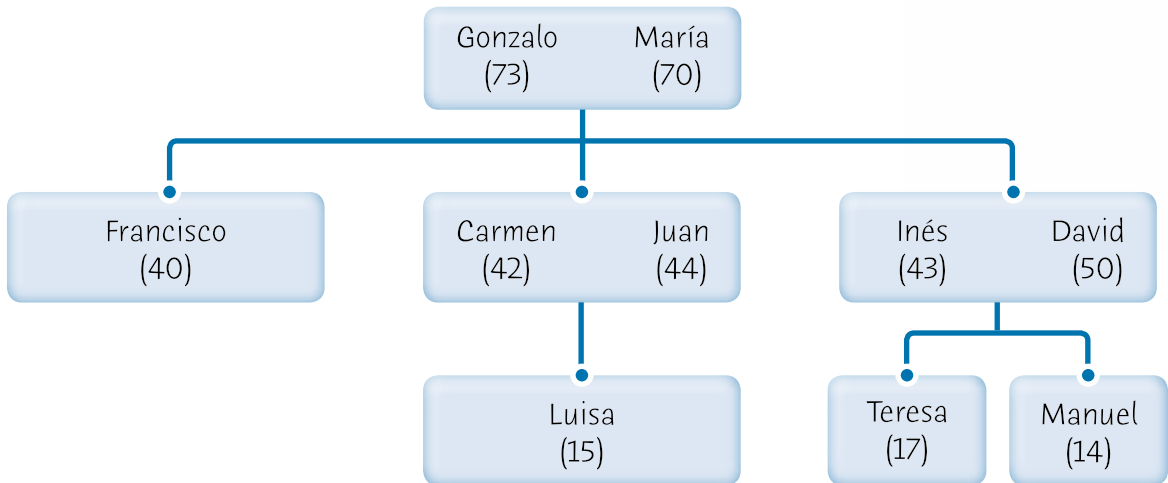 Gonzalo María
(73) (70)
Francisco
(40)
Carmen Juan
(42) (44)
Inés David
(43) (50)
Luisa
(15)
Teresa
(17)
Manuel
(14)